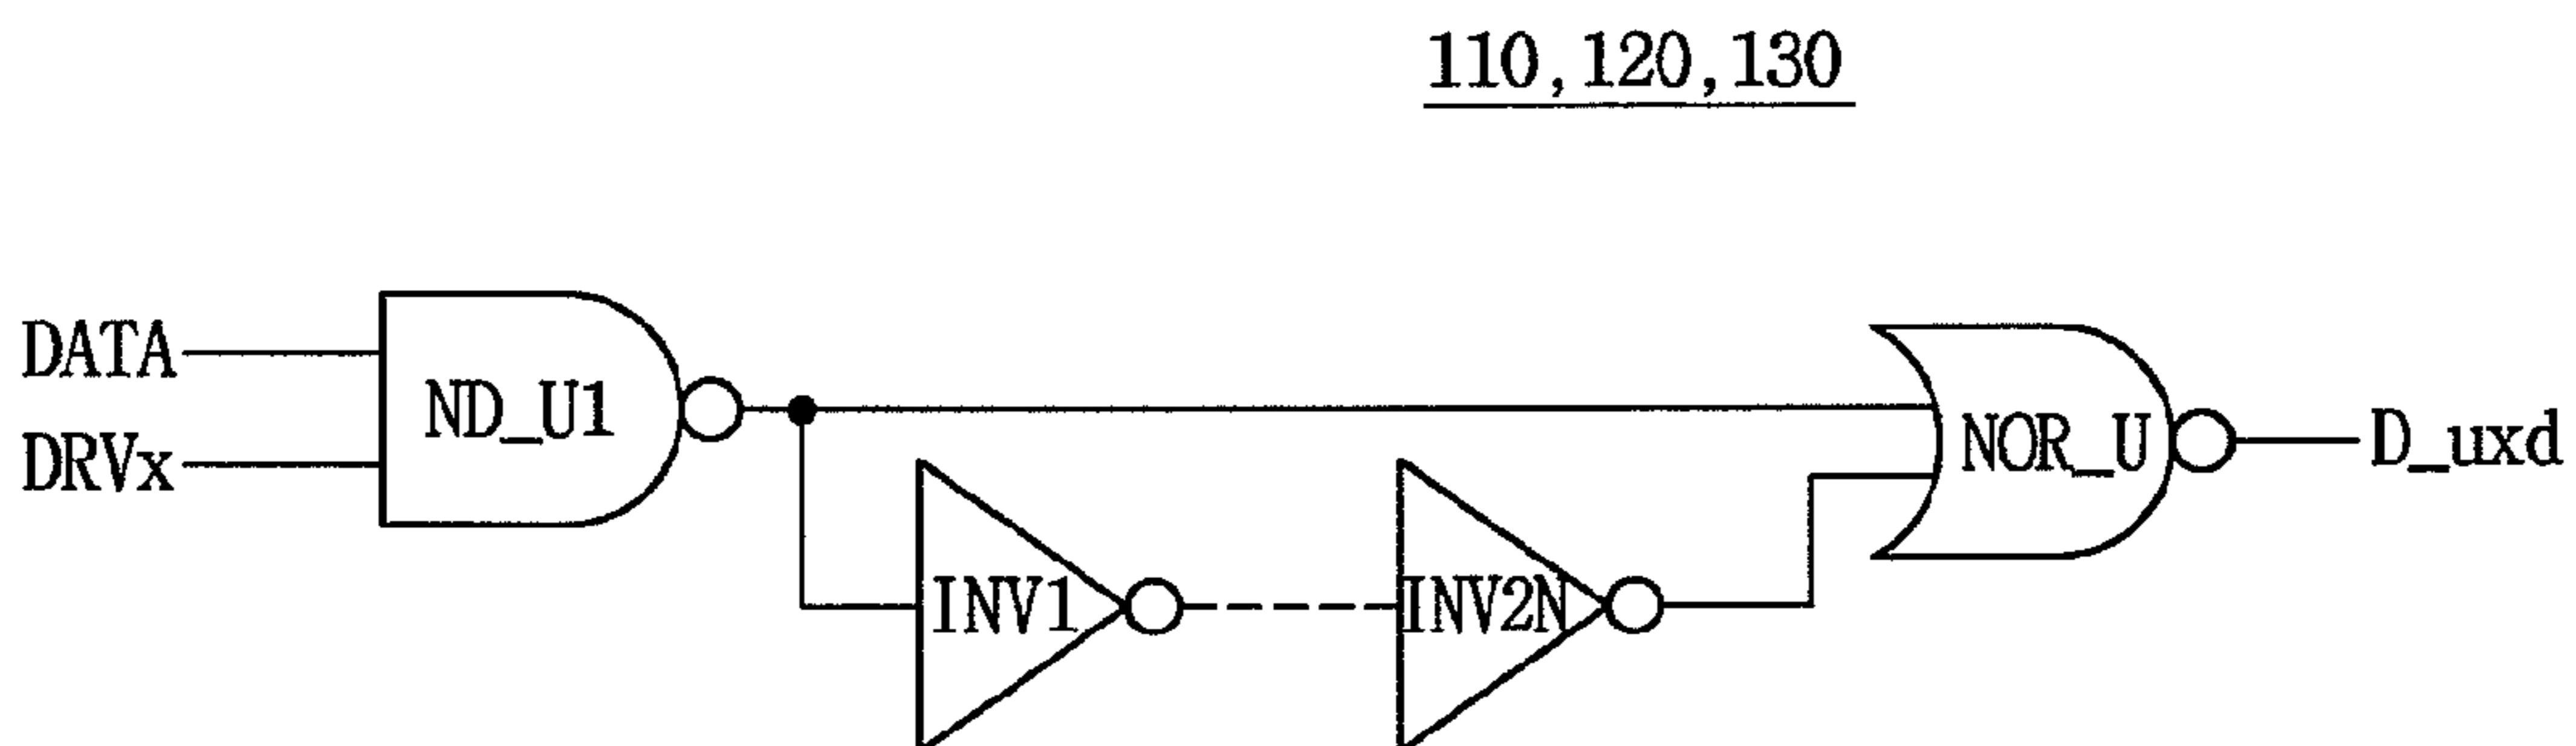 110,120,130
DATA
DRVx
ND_U1
INV1
INV2N
NOR_U
D_uxd